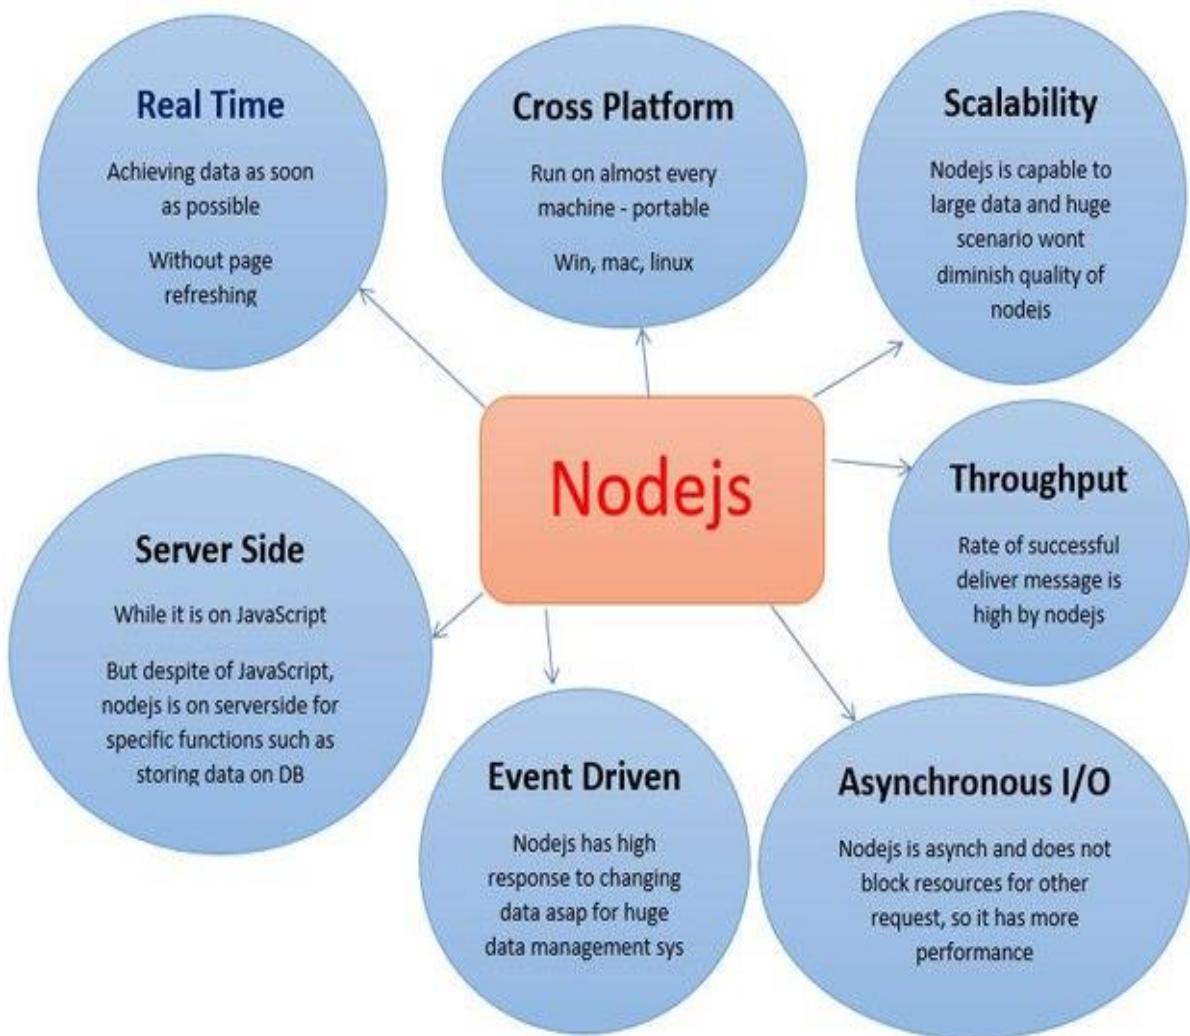 Real Time
Achieving data as soon
as possible
Without page
refreshing
Cross Platform
Run on almost every
machine - portable
Win, mac, linux
Scalability
Nodejs is capable to
large data and huge
scenario wont
diminish quality of
nodejs
Nodejs
Throughput
Rate of successful
deliver message is
high by nodejs
Server Side
While it is on JavaScript
But despite of JavaScript,
nodejs is on serverside for
specific functions such as
storing data on DB
Event Driven
Nodejs has high
response to changing
data asap for huge
data management sys
Asynchronous I/O
Nodejs is asynch and does not
block resources for other
request, so it has more
performance